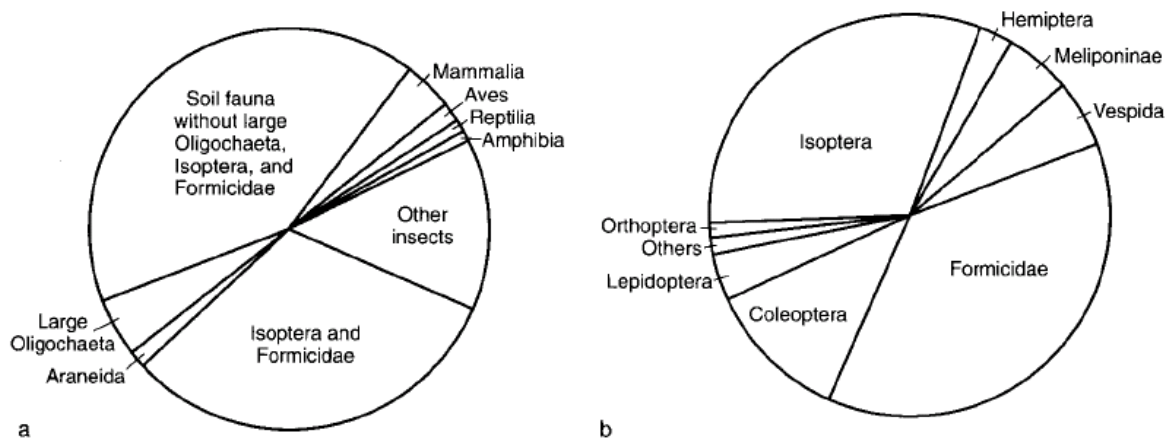 Soil fauna
without large
Oligochaeta,
Isoptera, and
Formicidae
Mammalia
Aves
Reptilia
Amphibia
Other
insects
Isoptera and
Formicidae
Araneida
Large
Oligochaeta
a
Hemiptera
Meliponinae
Vespida
Formicidae
Coleoptera
Lepidoptera
Others
Orthoptera
Isoptera
b